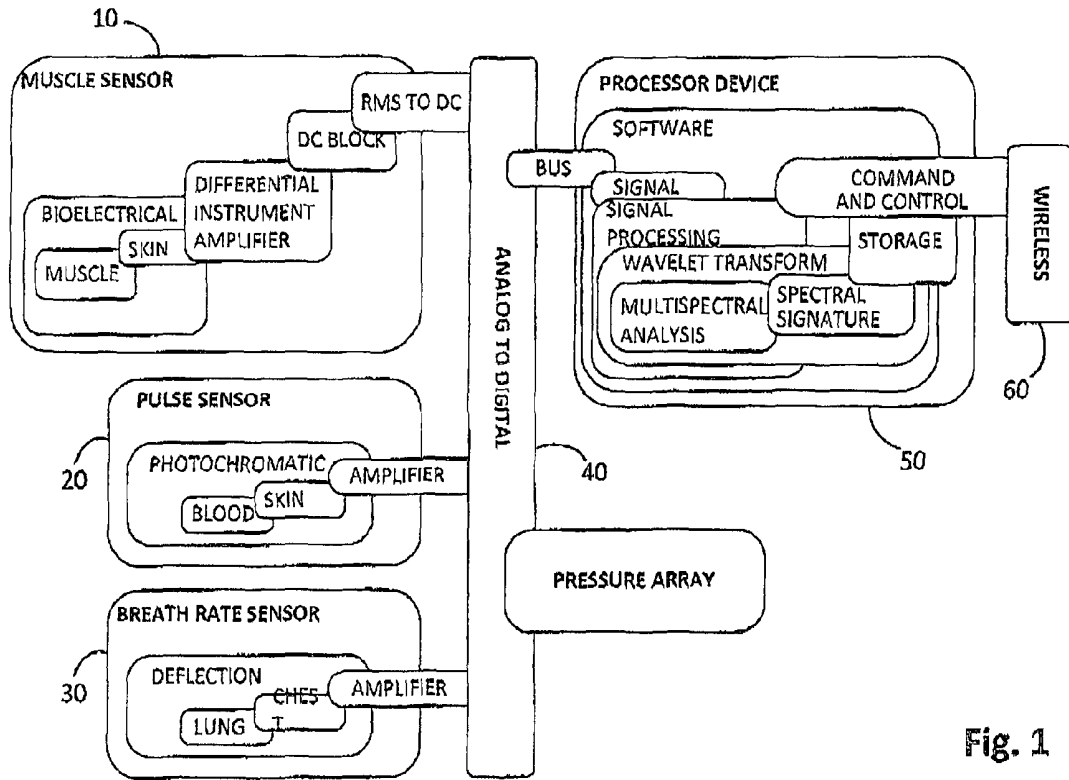 10
MUSCLE SENSOR
RMS TO DC
DC BLOCK
DIFFERENTIAL
INSTRUMENT
AMPLIFIER
BIOELECTRICAL
SKIN
MUSCLE
PULSE SENSOR
PHOTOCHROMATIC
AMPLIFIER
SKIN
BLOOD
20
BREATH RATE SENSOR
DEFLECTION
AMPLIFIER
CHES
T
LUNG
30
ANALOG TO DIGITAL
40
PRESSURE ARRAY
PROCESSOR DEVICE
SOFTWARE
BUS
SIGNAL
SIGNAL
PROCESSING
COMMAND
AND CONTROL
STORAGE
WAVELET TRANSFORM
MULTISPECTRAL
ANALYSIS
SPECTRAL
SIGNATURE
50
WIRELESS
60
Fig. 1